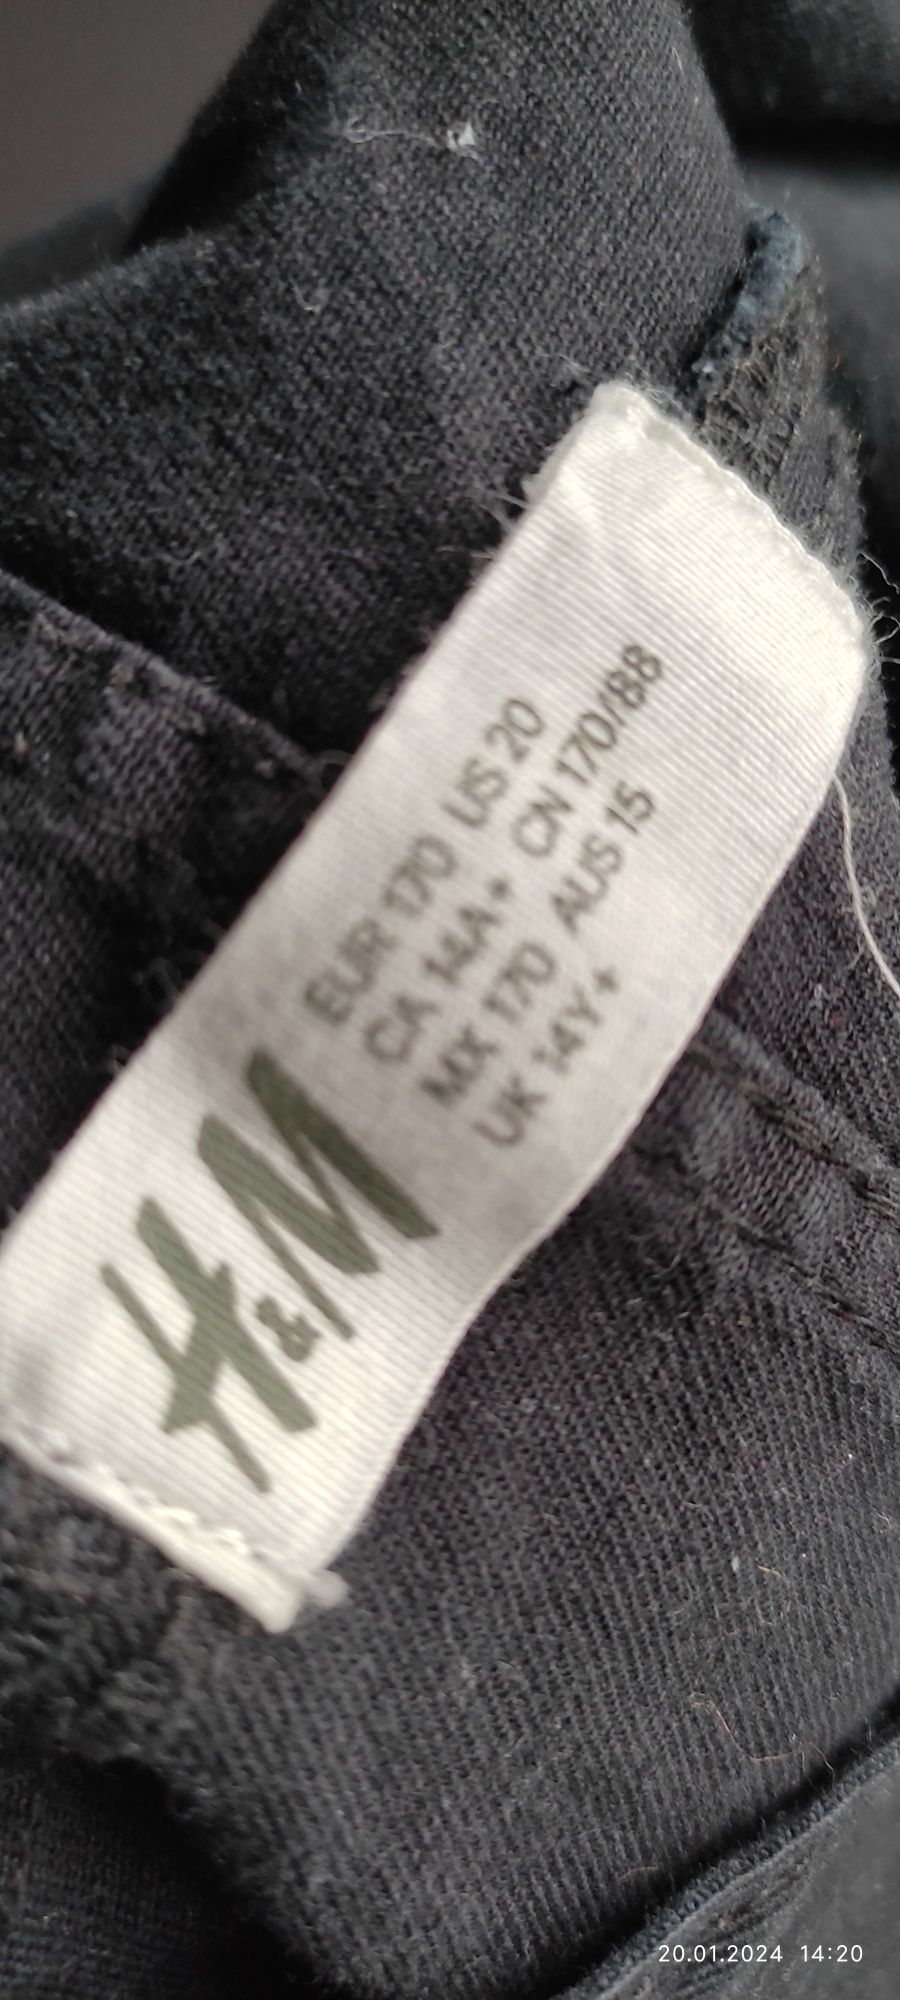 H&M
EUR 170 US 20
CA 14A+ CN 170/88
MX 170 AUS 15
UK 14Y+
20.01.2024 14:20